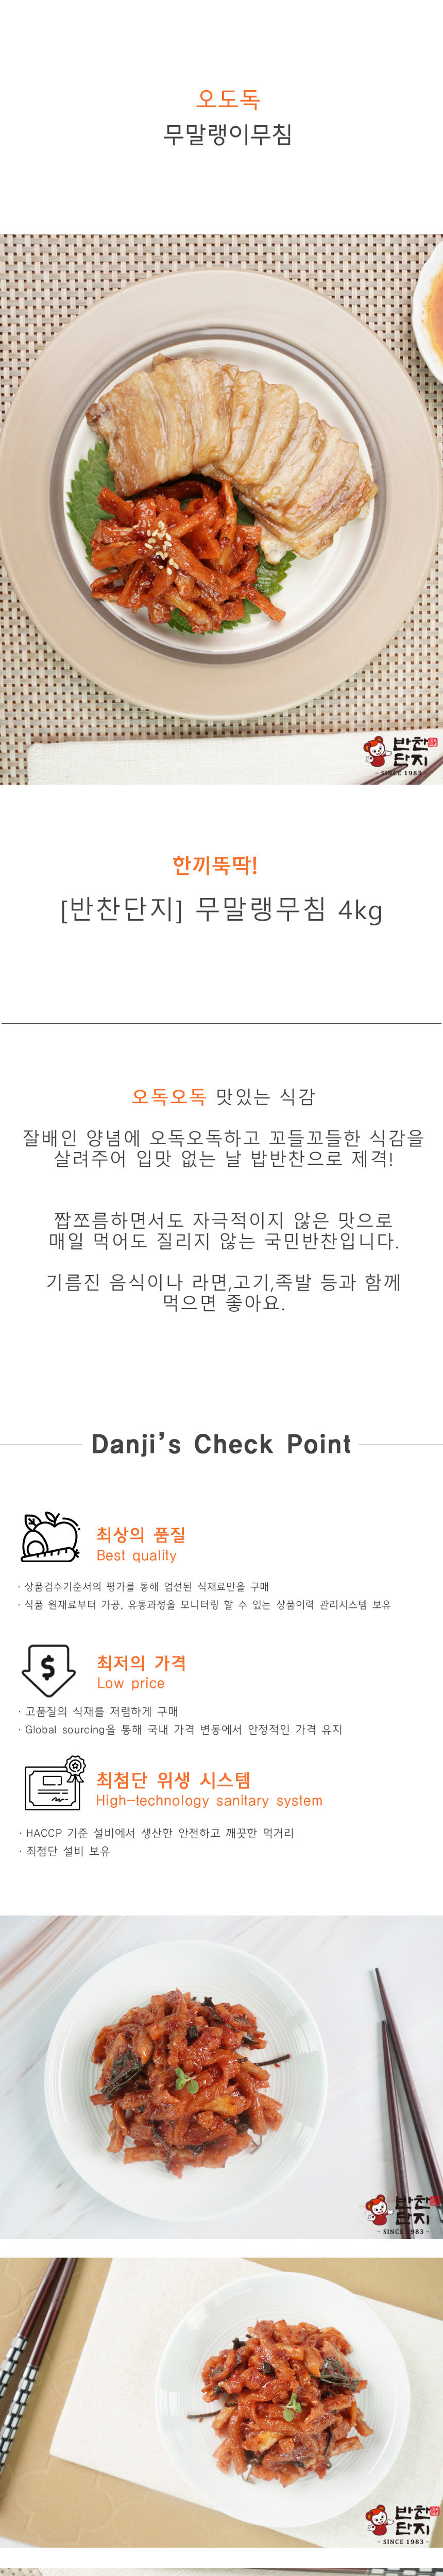 오도독
무말랭이무침
반찬
단지
- SINCE 1983 -
한끼뚝딱!
[반찬단지] 무말랭무침 4kg
오독오독 맛있는 식감
잘배인 양념에 오독오독하고 꼬들꼬들한 식감을
살려주어 입맛 없는 날 밥반찬으로 제격!
짭쪼름하면서도 자극적이지 않은 맛으로
매일 먹어도 질리지 않는 국민반찬입니다.
기름진 음식이나 라면,고기,족발 등과 함께
먹으면 좋아요.
Danji's Check Point
최상의 품질
Best quality
· 상품검수기준서의 평가를 통해 엄선된 식재료만을 구매
· 식품 원재료부터 가공, 유통과정을 모니터링 할 수 있는 상품이력 관리시스템 보유
최저의 가격
Low price
· 고품질의 식재를 저렴하게 구매
· Global sourcing을 통해 국내 가격 변동에서 안정적인 가격 유지
최첨단 위생 시스템
High-technology sanitary system
· HACCP 기준 설비에서 생산한 안전하고 깨끗한 먹거리
· 최첨단 설비 보유
반찬
단지
- SINCE 1983 -
반찬
단지
- SINCE 1983 -